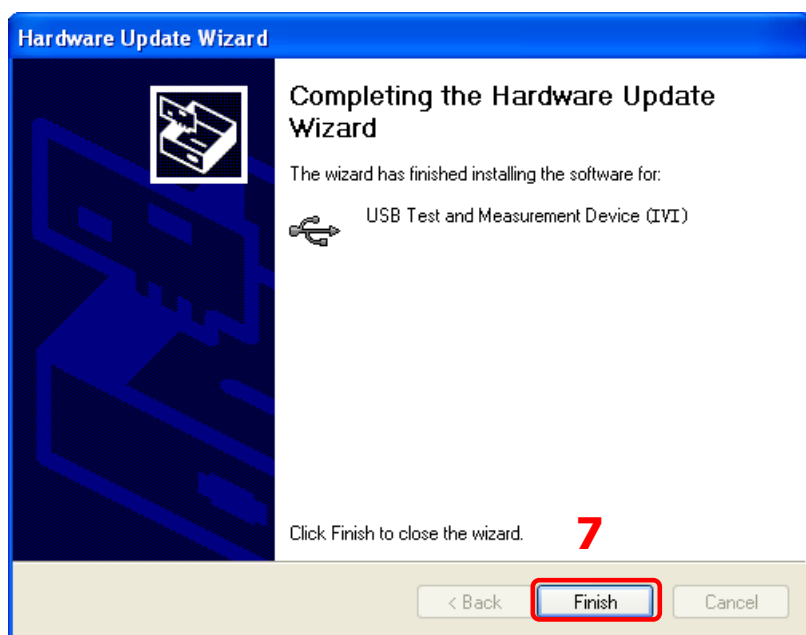 Hardware Update Wizard
Completing the Hardware Update
Wizard
The wizard has finished installing the software for:
USB Test and Measurement Device (IVI)
Click Finish to close the wizard.
7
< Back
Finish
Cancel